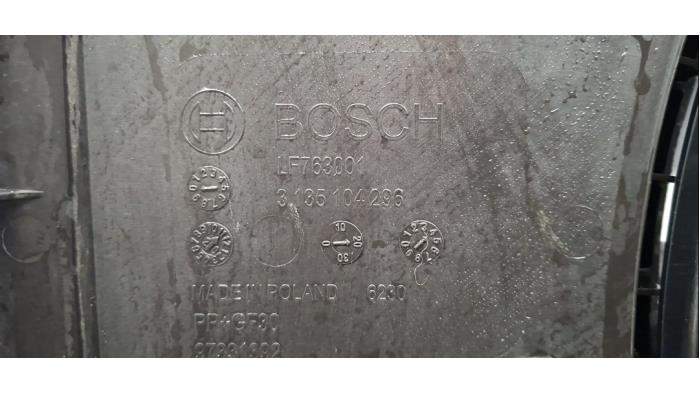 BOSCH
LF763001
3 135 104 296
MADE IN POLAND 6230
PP+GF30